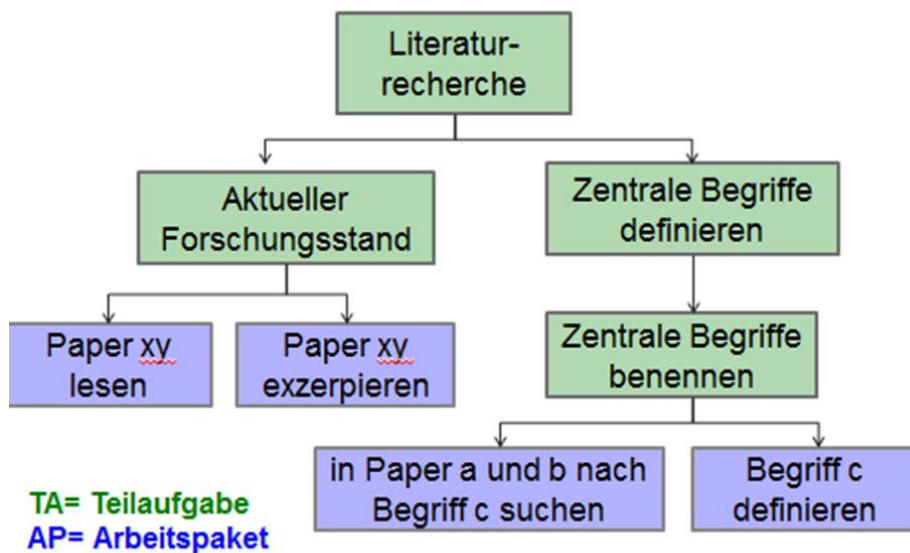 Literatur-
recherche
Aktueller
Forschungsstand
Zentrale Begriffe
definieren
Paper xy
lesen
Paper xy
exzerpieren
Zentrale Begriffe
benennen
in Paper a und b nach
Begriff c suchen
Begriff c
definieren
TA= Teilaufgabe
AP= Arbeitspaket